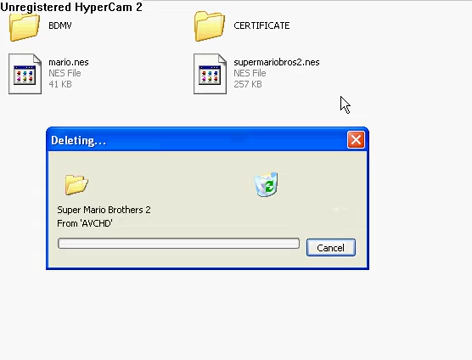 Unregistered HyperCam 2
BDMV
CERTIFICATE
mario.nes
NES File
41 KB
supermariobros2.nes
NES File
257 KB
Deleting...
Super Mario Brothers 2
From 'AVCHD'
Cancel